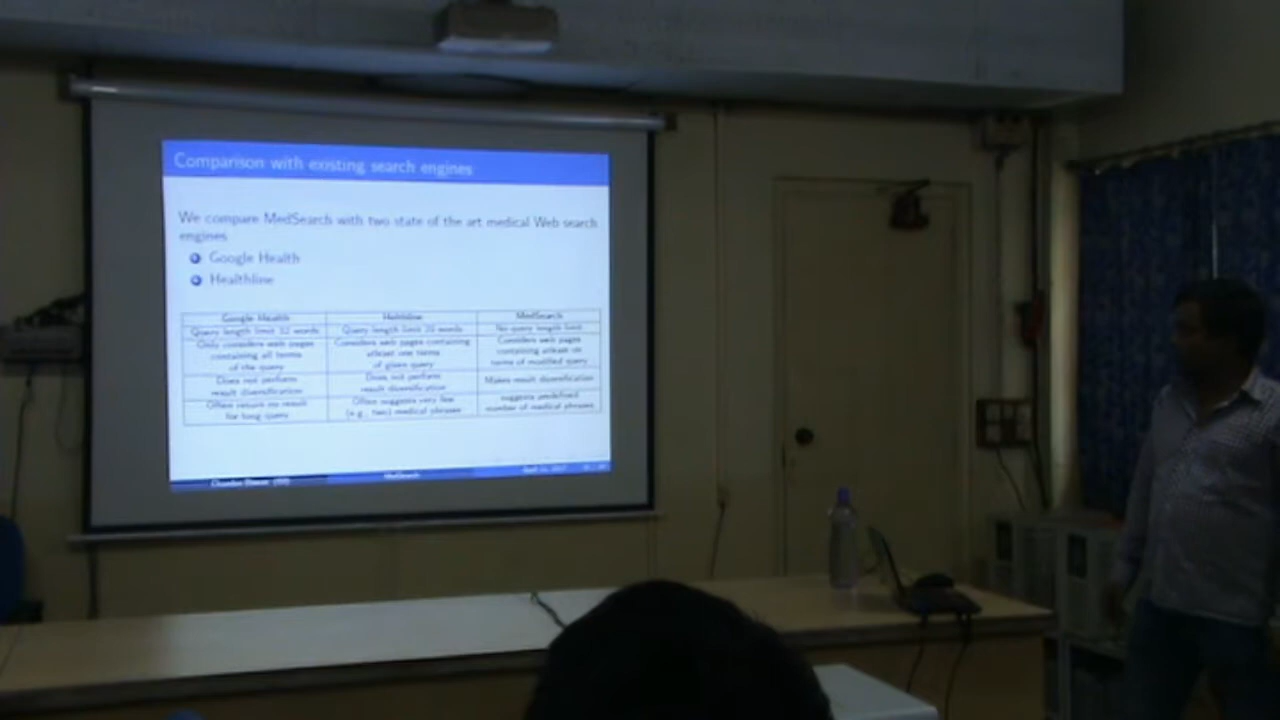 Comparison with existing search engines
We compare MedSearch with two state of the art medical Web search
engines
Google Health
Healthline
Google Health Healthline MedSearch
Query length limit 32 words Query length limit 20 words No query length limit
Only considers web pages Considers web pages containing Considers web pages
containing all terms atleast one terms containing atleast on
of the query of given query terms of modified query
Does not perform Does not perform Makes result diversification
result diversification result diversification
Often return no result Often suggests very few suggests predefined
for long query (e.g., two) medical phrases number of medical phrases
MedSearch